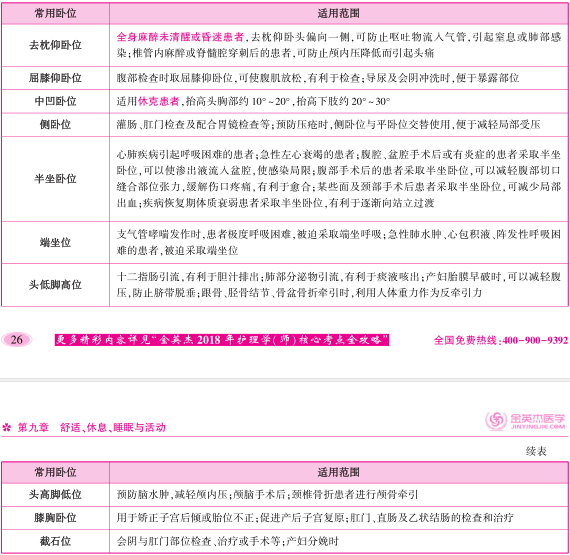 常用卧位 适用范围
去枕仰卧位 全身麻醉未清醒或昏迷患者,去枕仰卧头偏向一侧,可防止呕吐物流入气管,引起窒息或肺部感
染;椎管内麻醉或脊髓腔穿刺后的患者,可防止颅内压降低而引起头痛
屈膝仰卧位 腹部检查时取屈膝仰卧位,可使腹肌放松,有利于检查;导尿及会阴冲洗时,便于暴露部位
中凹卧位 适用休克患者,抬高头胸部约 10°~20°,抬高下肢约 20°~30°
侧卧位 灌肠、肛门检查及配合胃镜检查等;预防压疮时,侧卧位与平卧位交替使用,便于减轻局部受压
心肺疾病引起呼吸困难的患者;急性左心衰竭的患者;腹腔、盆腔手术后或有炎症的患者采取半坐
卧位,可以使渗出液流入盆腔,使感染局限;腹部手术后的患者采取半坐卧位,可以减轻腹部切口
半坐卧位 缝合部位张力,缓解伤口疼痛,有利于愈合;某些面及颈部手术后患者采取半坐卧位,可减少局部
出血;疾病恢复期体质衰弱患者采取半坐卧位,有利于逐渐向站立过渡
端坐位 支气管哮喘发作时,患者极度呼吸困难,被迫采取端坐呼吸;急性肺水肿、心包积液、阵发性呼吸困
难的患者,被迫采取端坐位
头低脚高位 十二指肠引流,有利于胆汁排出;肺部分泌物引流,有利于痰液咳出;产妇胎膜早破时,可以减轻腹
压,防止脐带脱垂;跟骨、胫骨结节、骨盆骨折牵引时,利用人体重力作为反牵引力
26 更多精彩内容详见“金英杰 2018 年护理学(师)核心考点全攻略” 全国免费热线:400-900-9392
金英杰医学
JINYINGJIE.COM
第九章 舒适、休息、睡眠与活动
续表
常用卧位 适用范围
头高脚低位 预防脑水肿,减轻颅内压;颅脑手术后;颈椎骨折患者进行颅骨牵引
膝胸卧位 用于矫正子宫后倾或胎位不正;促进产后子宫复原;肛门、直肠及乙状结肠的检查和治疗
截石位 会阴与肛门部位检查、治疗或手术等;产妇分娩时